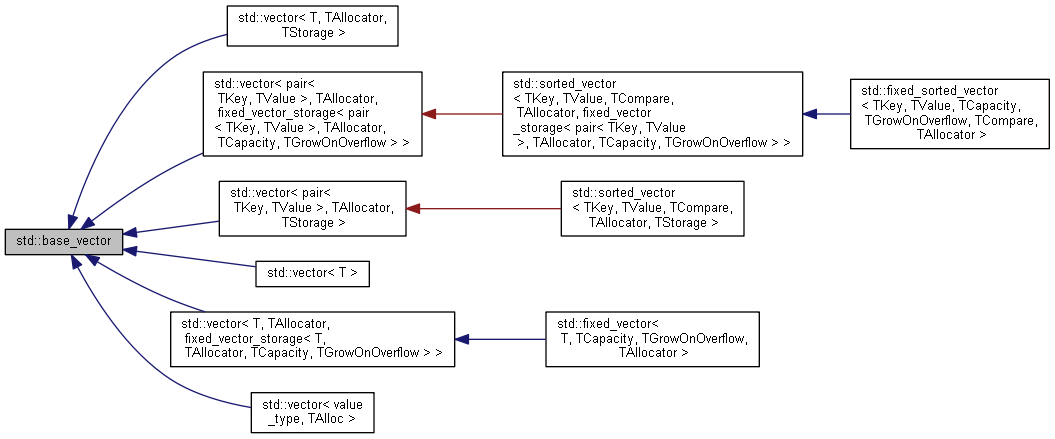 std::base_vector
std::vector< T, TAllocator,
TStorage >
std::vector< pair<
TKey, TValue >, TAllocator,
fixed_vector_storage< pair
< TKey, TValue >, TAllocator,
TCapacity, TGrowOnOverflow > >
std::sorted_vector
< TKey, TValue, TCompare,
TAllocator, fixed_vector
_storage< pair< TKey, TValue
>, TAllocator, TCapacity, TGrowOnOverflow > >
std::fixed_sorted_vector
< TKey, TValue, TCapacity,
TGrowOnOverflow, TCompare,
TAllocator >
std::vector< pair<
TKey, TValue >, TAllocator,
TStorage >
std::sorted_vector
< TKey, TValue, TCompare,
TAllocator, TStorage >
std::vector< T >
std::vector< T, TAllocator,
fixed_vector_storage< T,
TAllocator, TCapacity, TGrowOnOverflow > >
std::fixed_vector<
T, TCapacity, TGrowOnOverflow,
TAllocator >
std::vector< value
_type, TAlloc >